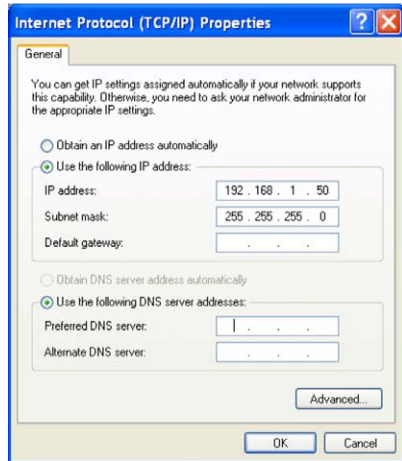 Internet Protocol (TCP/IP) Properties
General
You can get IP settings assigned automatically if your network supports
this capability. Otherwise, you need to ask your network administrator for
the appropriate IP settings.
Obtain an IP address automatically
Use the following IP address:
IP address: 192 . 168 . 1 . 50
Subnet mask: 255 . 255 . 255 . 0
Default gateway: . . .
Obtain DNS server address automatically
Use the following DNS server addresses:
Preferred DNS server: . . .
Alternate DNS server: . . .
Advanced...
OK Cancel